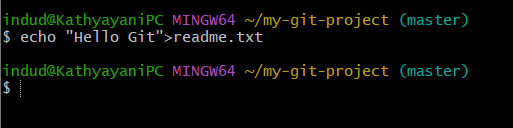 indud@KathyayaniPC MINGW64 ~/my-git-project (master)
$ echo "Hello Git">readme.txt
indud@KathyayaniPC MINGW64 ~/my-git-project (master)
$